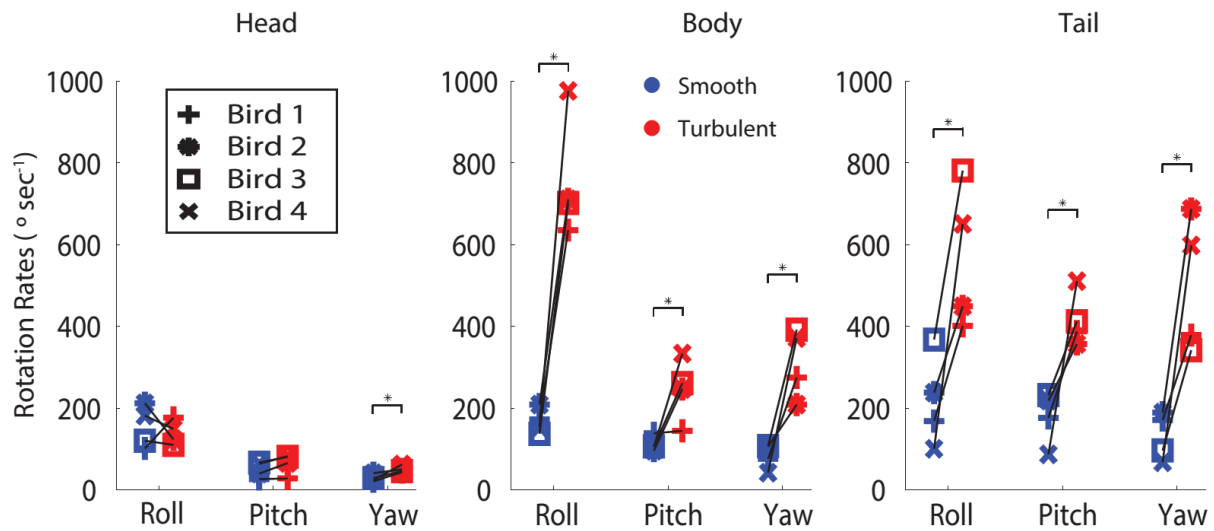 Head
Body
Tail
Rotation Rates ( º sec⁻¹)
1000
800
600
400
200
0
Bird 1
Bird 2
Bird 3
Bird 4
*
Roll
Pitch
Yaw
1000
800
600
400
200
0
*
*
*
Smooth
Turbulent
Roll
Pitch
Yaw
1000
800
600
400
200
0
*
*
*
Roll
Pitch
Yaw